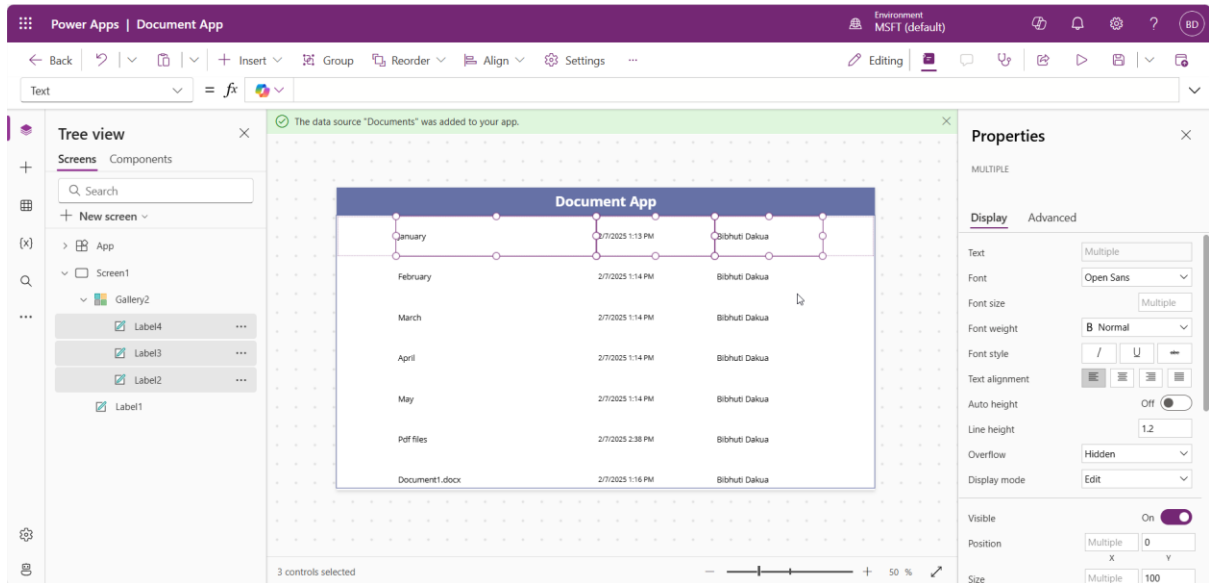 Power Apps | Document App
Environment
MSFT (default)
BD
Back
Insert
Group
Reorder
Align
Settings
Editing
Text
= fx
Tree view
Screens Components
Search
New screen
App
Screen1
Gallery2
Label4
Label3
Label2
Label1
The data source "Documents" was added to your app.
Document App
January 2/7/2025 1:13 PM Bibhuti Dakua
February 2/7/2025 1:14 PM Bibhuti Dakua
March 2/7/2025 1:14 PM Bibhuti Dakua
April 2/7/2025 1:14 PM Bibhuti Dakua
May 2/7/2025 1:14 PM Bibhuti Dakua
Pdf files 2/7/2025 2:38 PM Bibhuti Dakua
Document1.docx 2/7/2025 1:16 PM Bibhuti Dakua
3 controls selected
50 %
Properties
MULTIPLE
Display Advanced
Text Multiple
Font Open Sans
Font size Multiple
Font weight B Normal
Font style / U abc
Text alignment
Auto height Off
Line height 1.2
Overflow Hidden
Display mode Edit
Visible On
Position Multiple 0
X Y
Size Multiple 100